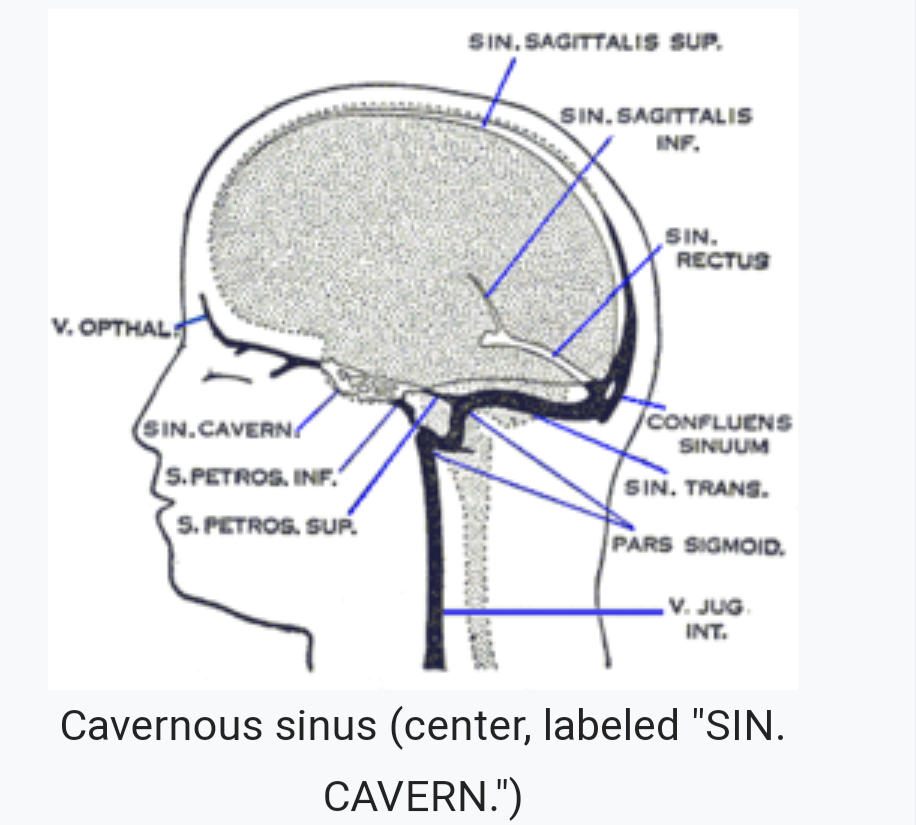 SIN. SAGITTALIS SUP.
SIN. SAGITTALIS
INF.
SIN.
RECTUS
V. OPTHAL.
SIN. CAVERN.
S. PETROS. INF.
S. PETROS. SUP.
CONFLUENS
SINUUM
SIN. TRANS.
PARS SIGMOID.
V. JUG.
INT.
Cavernous sinus (center, labeled "SIN.
CAVERN.")